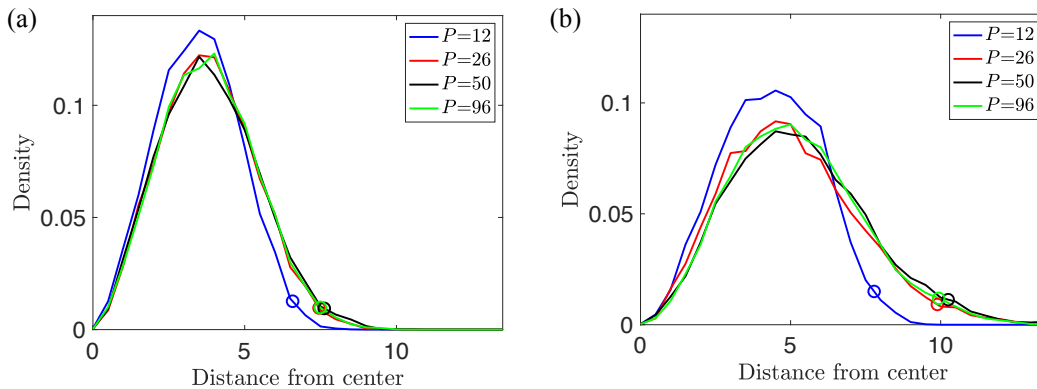 (a)
P=12
P=26
P=50
P=96
0.1
0.05
0
0
5
10
Density
Distance from center
(b)
P=12
P=26
P=50
P=96
0.1
0.05
0
0
5
10
Density
Distance from center